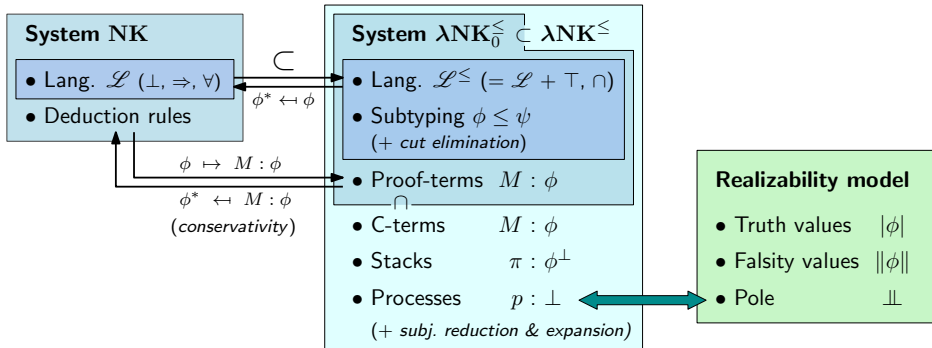 System NK
• Lang. ℒ (⊥, ⇒, ∀)
• Deduction rules
⊂
ϕ* ↤ ϕ
ϕ ↦ M : ϕ
ϕ* ↤ M : ϕ
(conservativity)
System λNK₀^≤ ⊂ λNK^≤
• Lang. ℒ^≤ (= ℒ + ⊤, ∩)
• Subtyping ϕ ≤ ψ
(+ cut elimination)
• Proof-terms M : ϕ
∩
• C-terms M : ϕ
• Stacks π : ϕ^⊥
• Processes p : ⊥
(+ subj. reduction & expansion)
Realizability model
• Truth values |ϕ|
• Falsity values ‖ϕ‖
• Pole ⫫